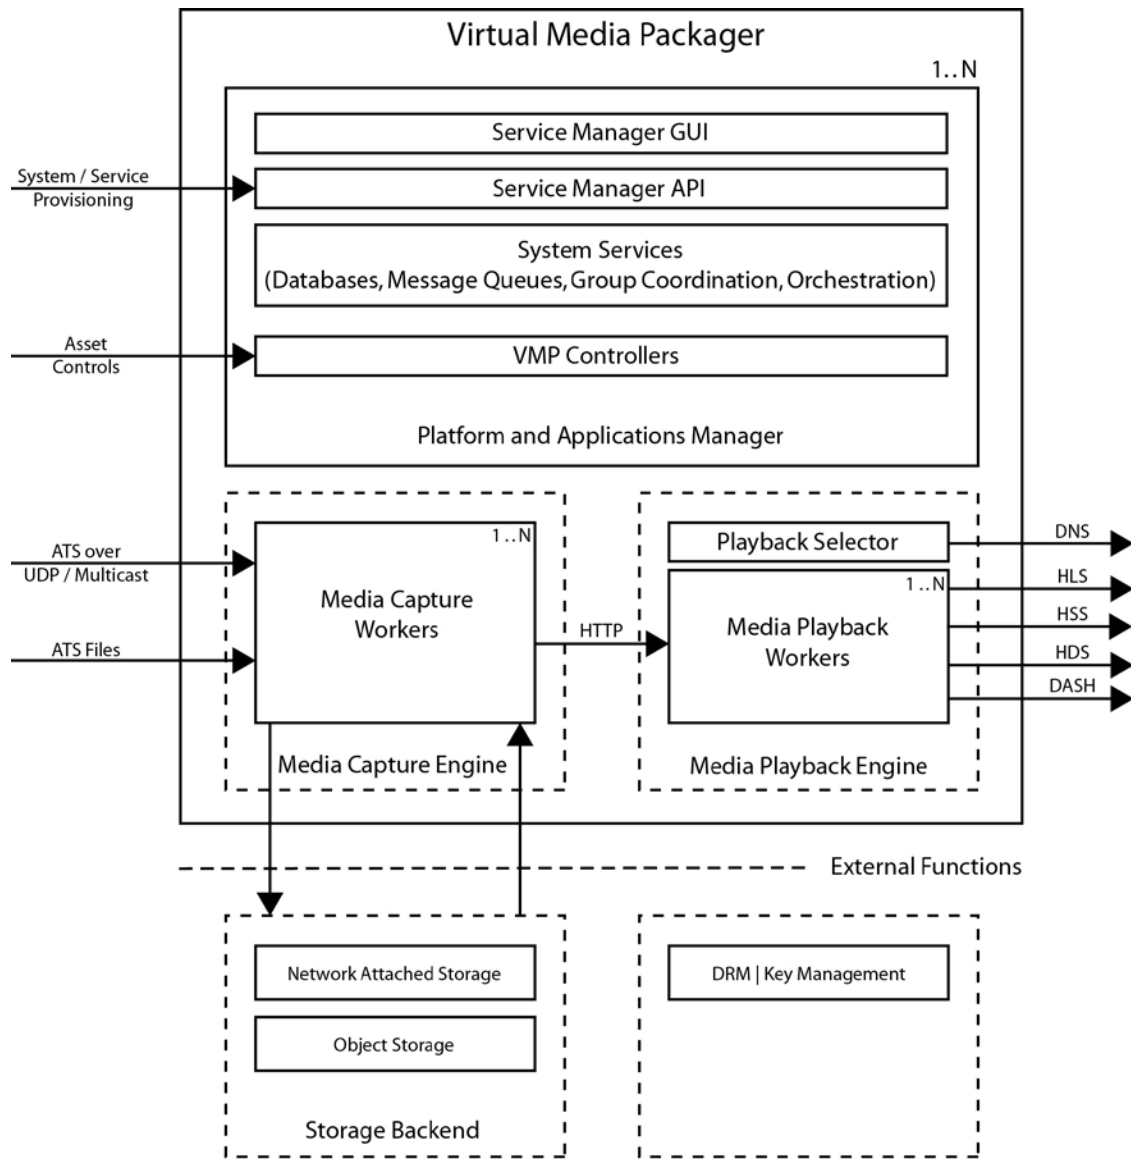 Virtual Media Packager
1..N
Service Manager GUI
System / Service
Provisioning
Service Manager API
System Services
(Databases, Message Queues, Group Coordination, Orchestration)
Asset
Controls
VMP Controllers
Platform and Applications Manager
ATS over
UDP / Multicast
ATS Files
1..N
Media Capture
Workers
Media Capture Engine
HTTP
Playback Selector
1..N
Media Playback
Workers
Media Playback Engine
DNS
HLS
HSS
HDS
DASH
External Functions
Network Attached Storage
Object Storage
Storage Backend
DRM | Key Management